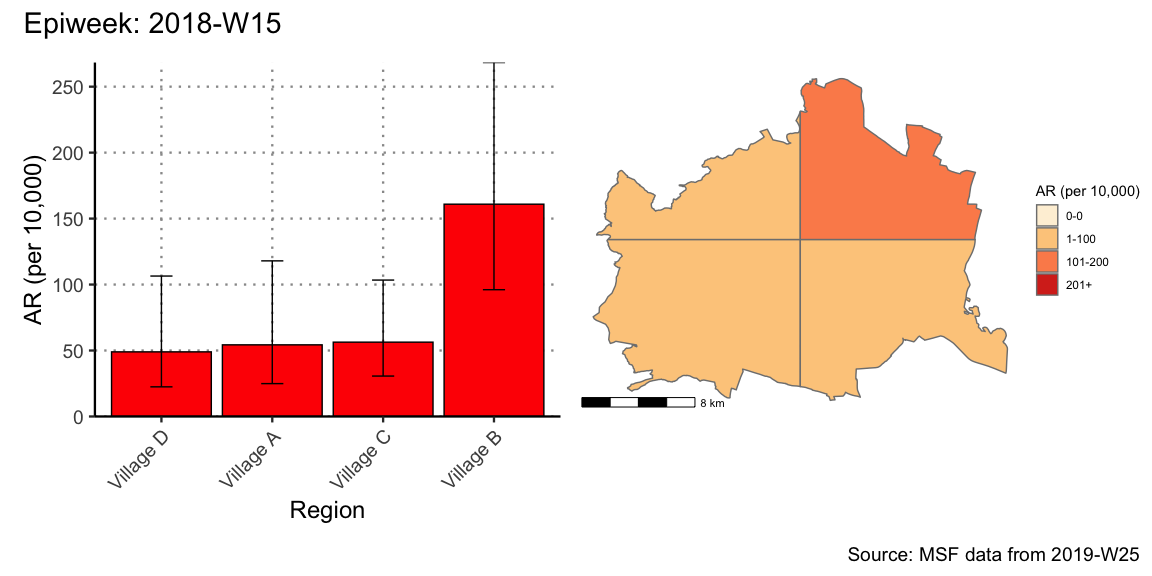 Epiweek: 2018-W15
AR (per 10,000)
250
200
150
100
50
0
Village D
Village A
Village C
Village B
Region
8 km
AR (per 10,000)
0-0
1-100
101-200
201+
Source: MSF data from 2019-W25